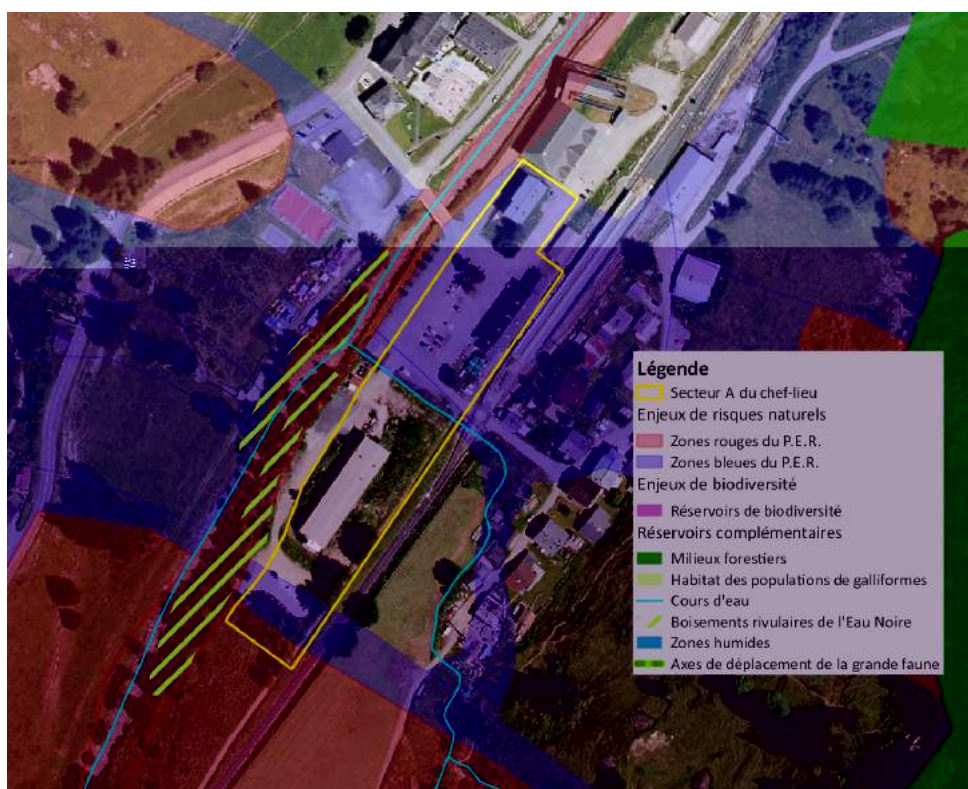 Légende
Secteur A du chef-lieu
Enjeux de risques naturels
Zones rouges du P.E.R.
Zones bleues du P.E.R.
Enjeux de biodiversité
Réservoirs de biodiversité
Réservoirs complémentaires
Milieux forestiers
Habitat des populations de galliformes
Cours d'eau
Boisements rivulaires de l'Eau Noire
Zones humides
Axes de déplacement de la grande faune